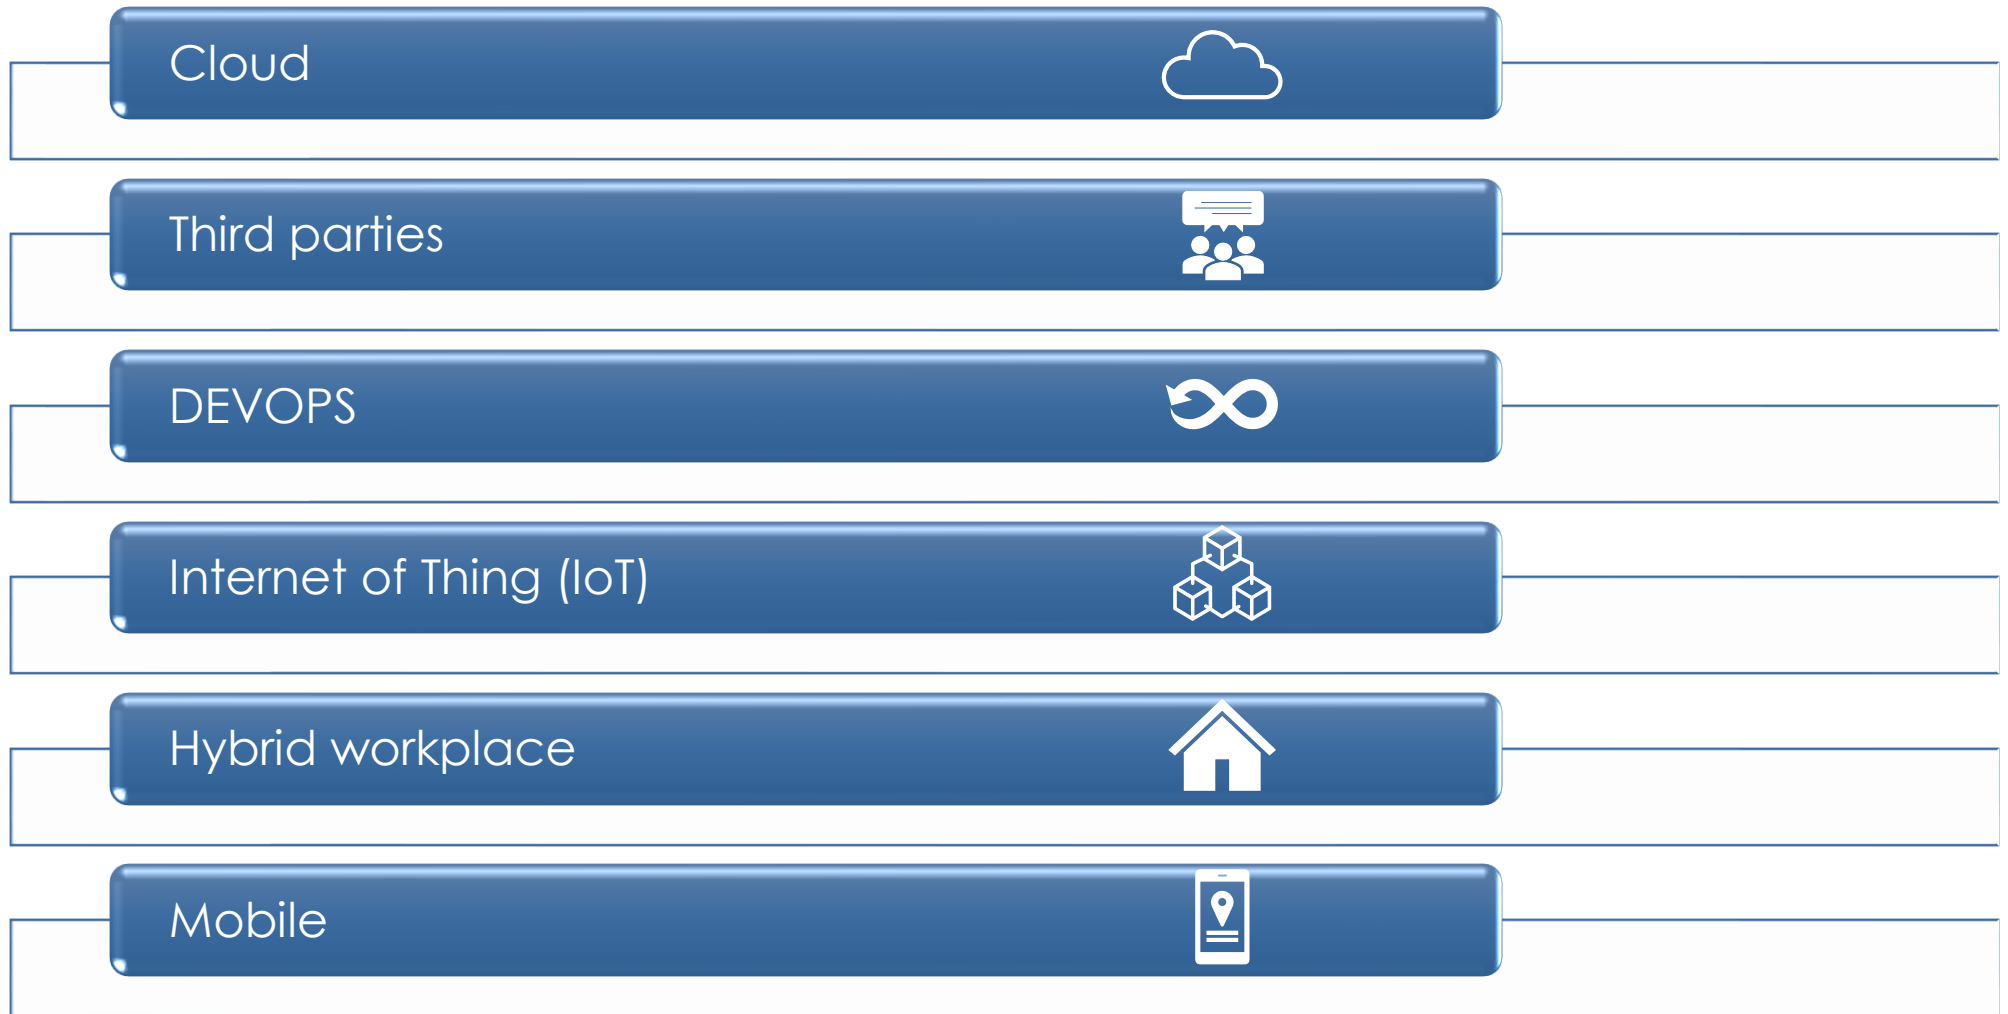 Cloud
Third parties
DEVOPS
Internet of Thing (IoT)
Hybrid workplace
Mobile